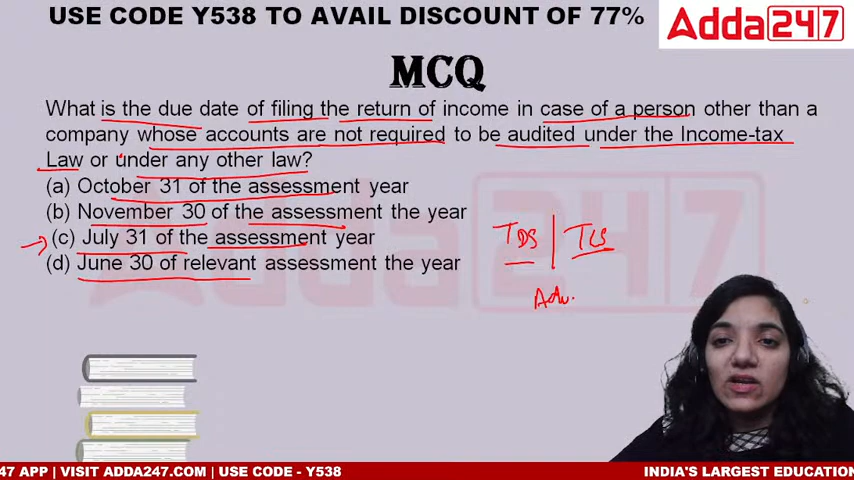 USE CODE Y538 TO AVAIL DISCOUNT OF 77%
Adda247
MCQ
What is the due date of filing the return of income in case of a person other than a
company whose accounts are not required to be audited under the Income-tax
Law or under any other law?
(a) October 31 of the assessment year
(b) November 30 of the assessment the year
(c) July 31 of the assessment year
(d) June 30 of relevant assessment the year
TDS | TCS
Adv.
Adda247
47 APP | VISIT ADDA247.COM | USE CODE - Y538
INDIA'S LARGEST EDUCATION